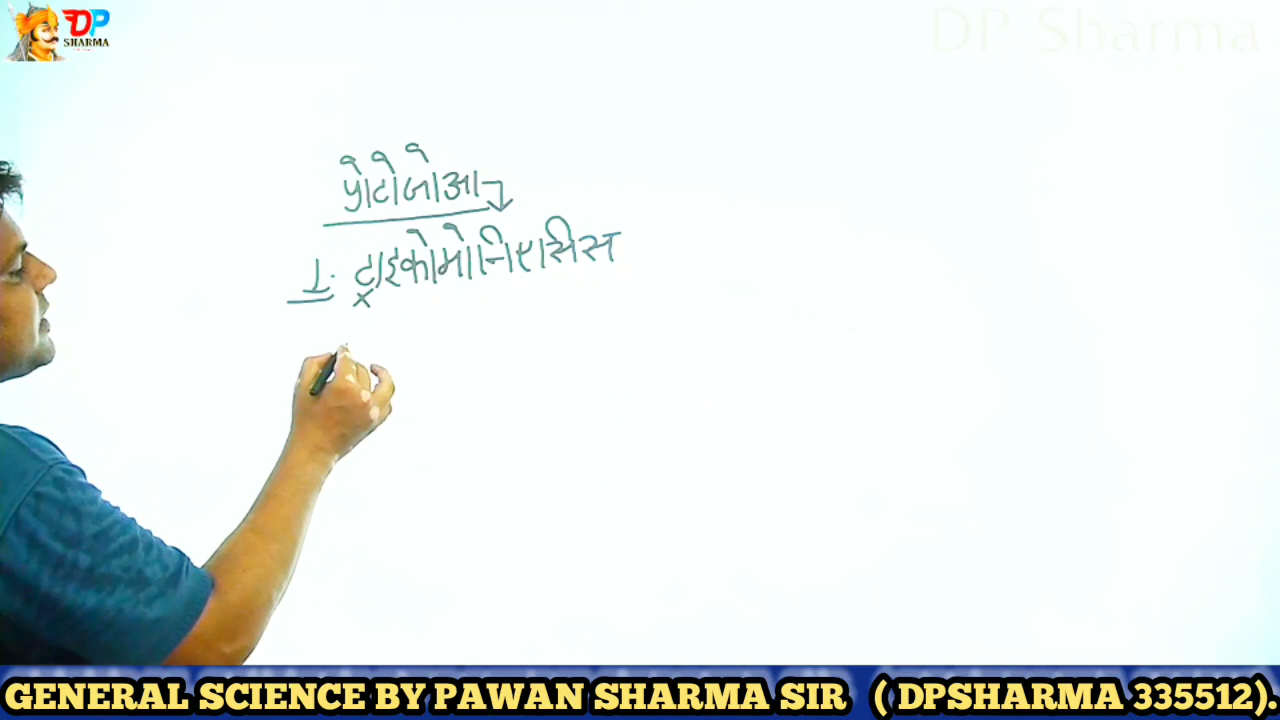 DP
SHARMA
DP Sharma
प्रोटोजोआ
1. ट्राइकोमोनिएसीस
GENERAL SCIENCE BY PAWAN SHARMA SIR ( DPSHARMA 335512).